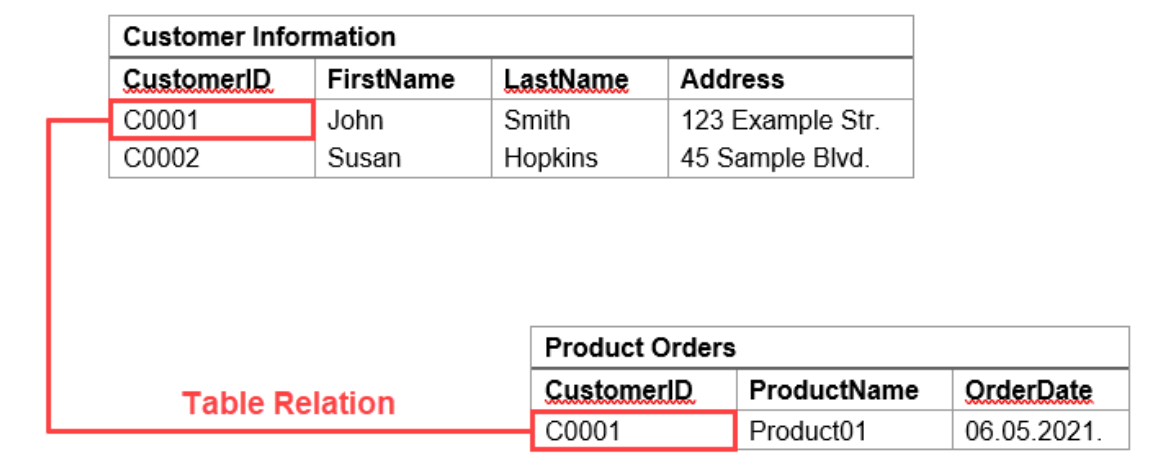 Customer Information
CustomerID FirstName LastName Address
C0001 John Smith 123 Example Str.
C0002 Susan Hopkins 45 Sample Blvd.
Product Orders
CustomerID ProductName OrderDate
Table Relation
C0001 Product01 06.05.2021.